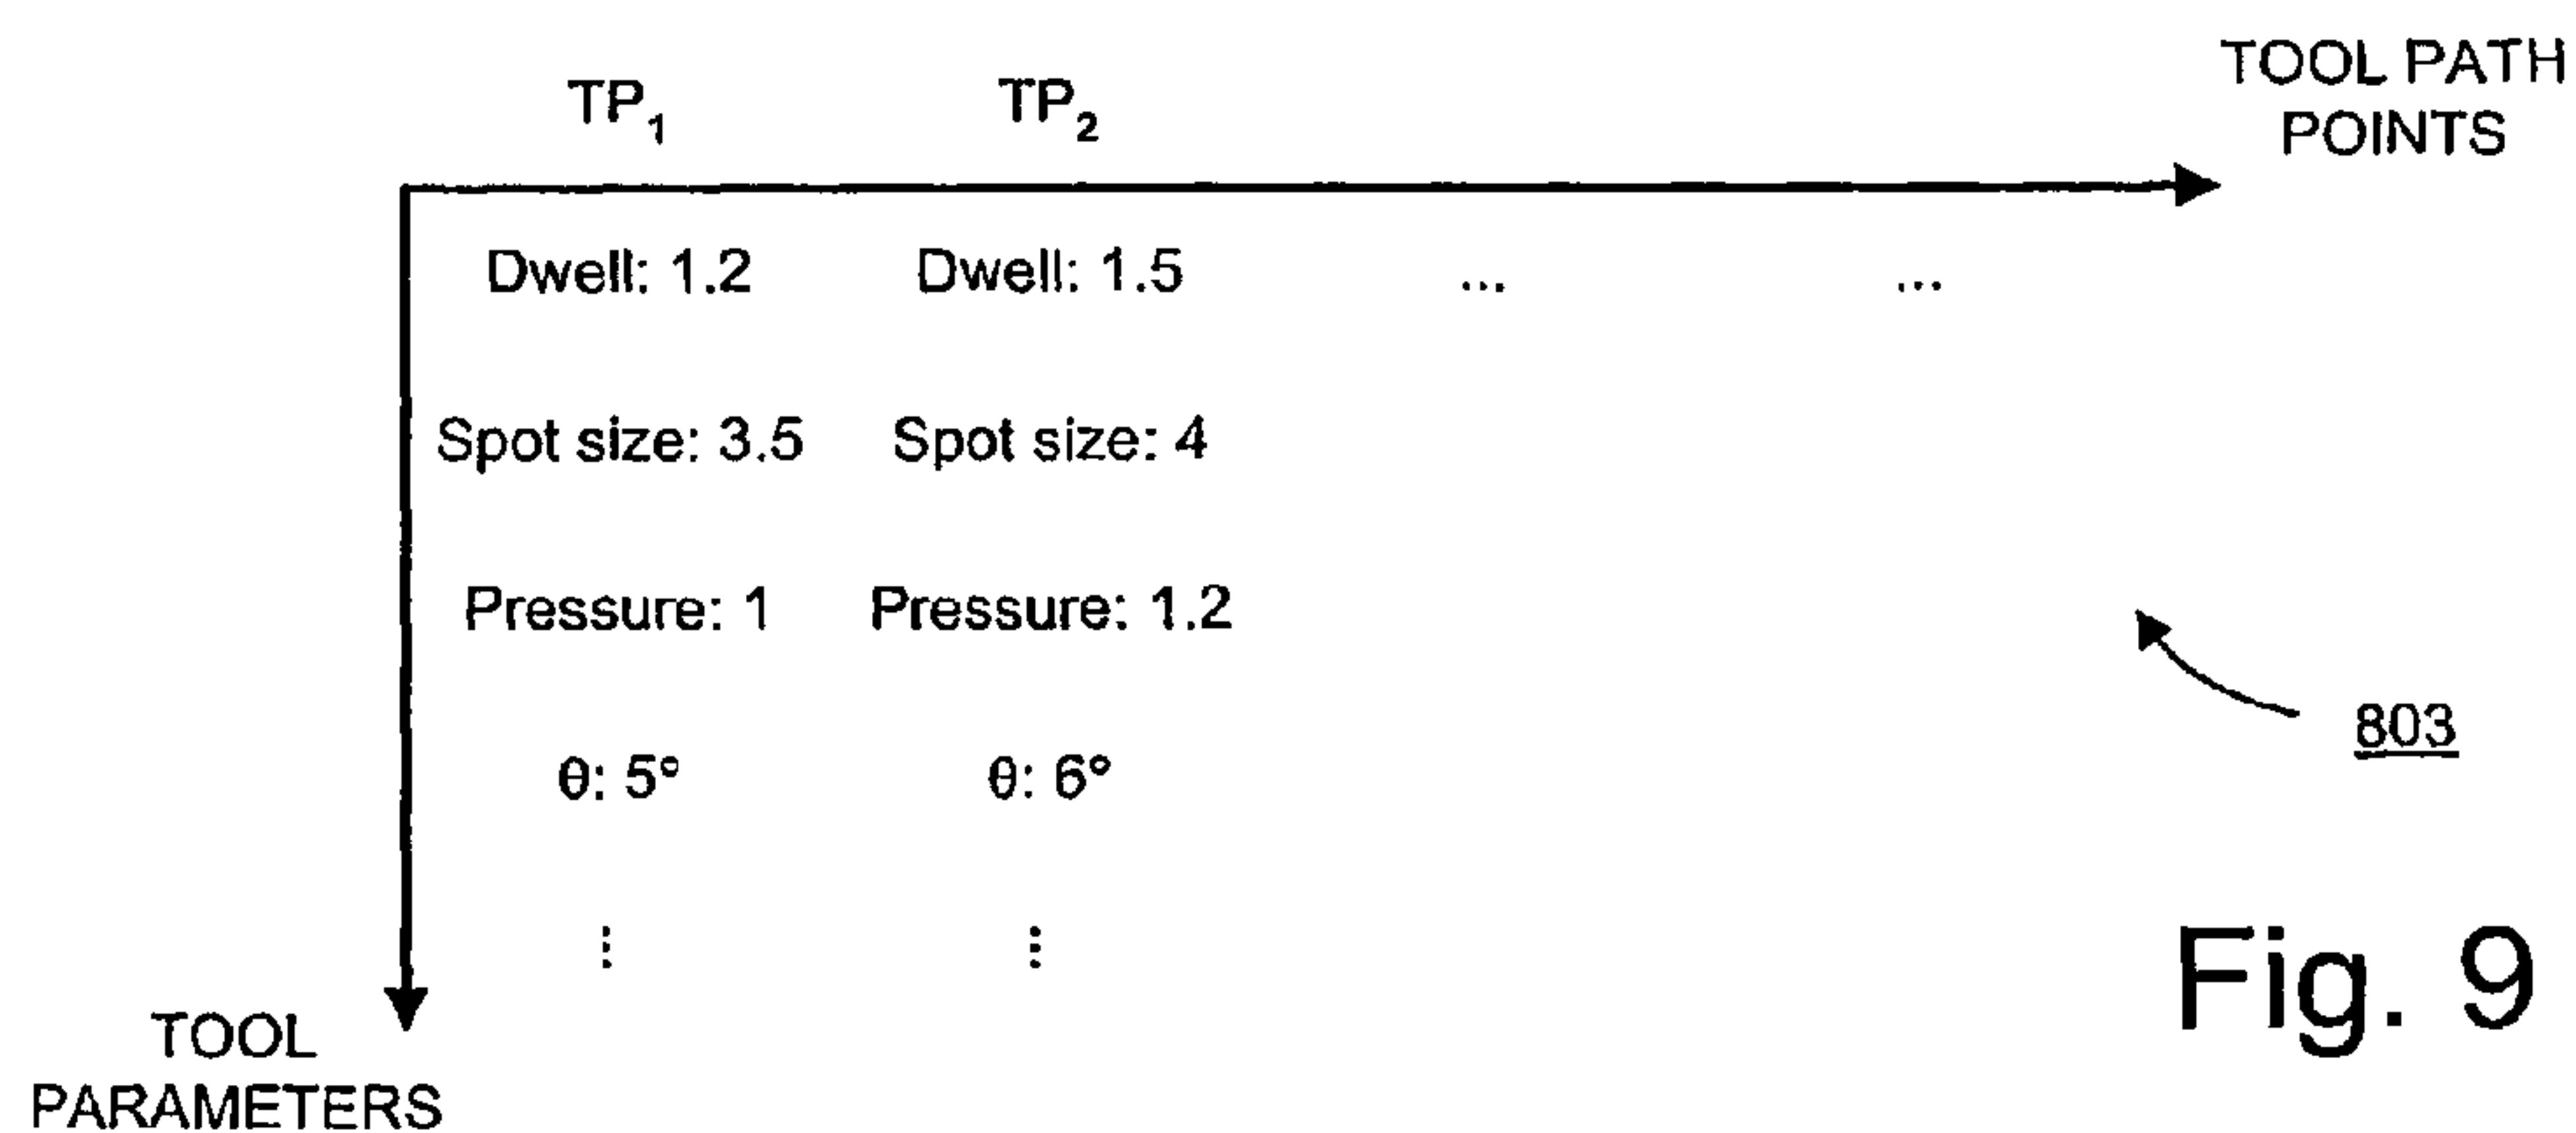 TOOL PATH
POINTS
TP1 TP2
Dwell: 1.2 Dwell: 1.5 ... ...
Spot size: 3.5 Spot size: 4
Pressure: 1 Pressure: 1.2
θ: 5° θ: 6°
⋮ ⋮
803
Fig. 9
TOOL
PARAMETERS